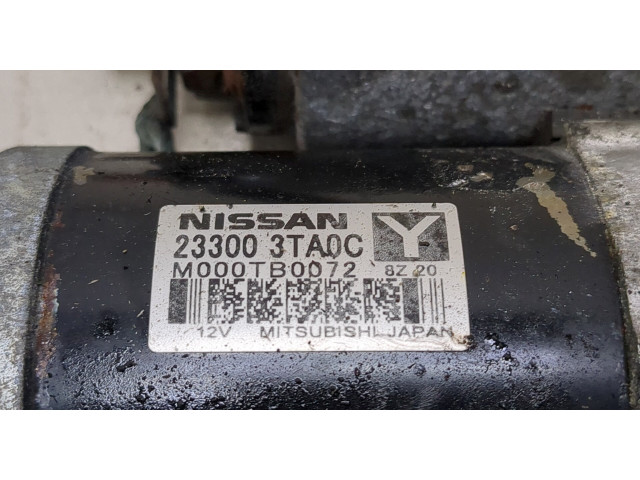 NISSAN
23300 3TA0C Y
M000TB0072 8Z 20
12V MITSUBISHI JAPAN